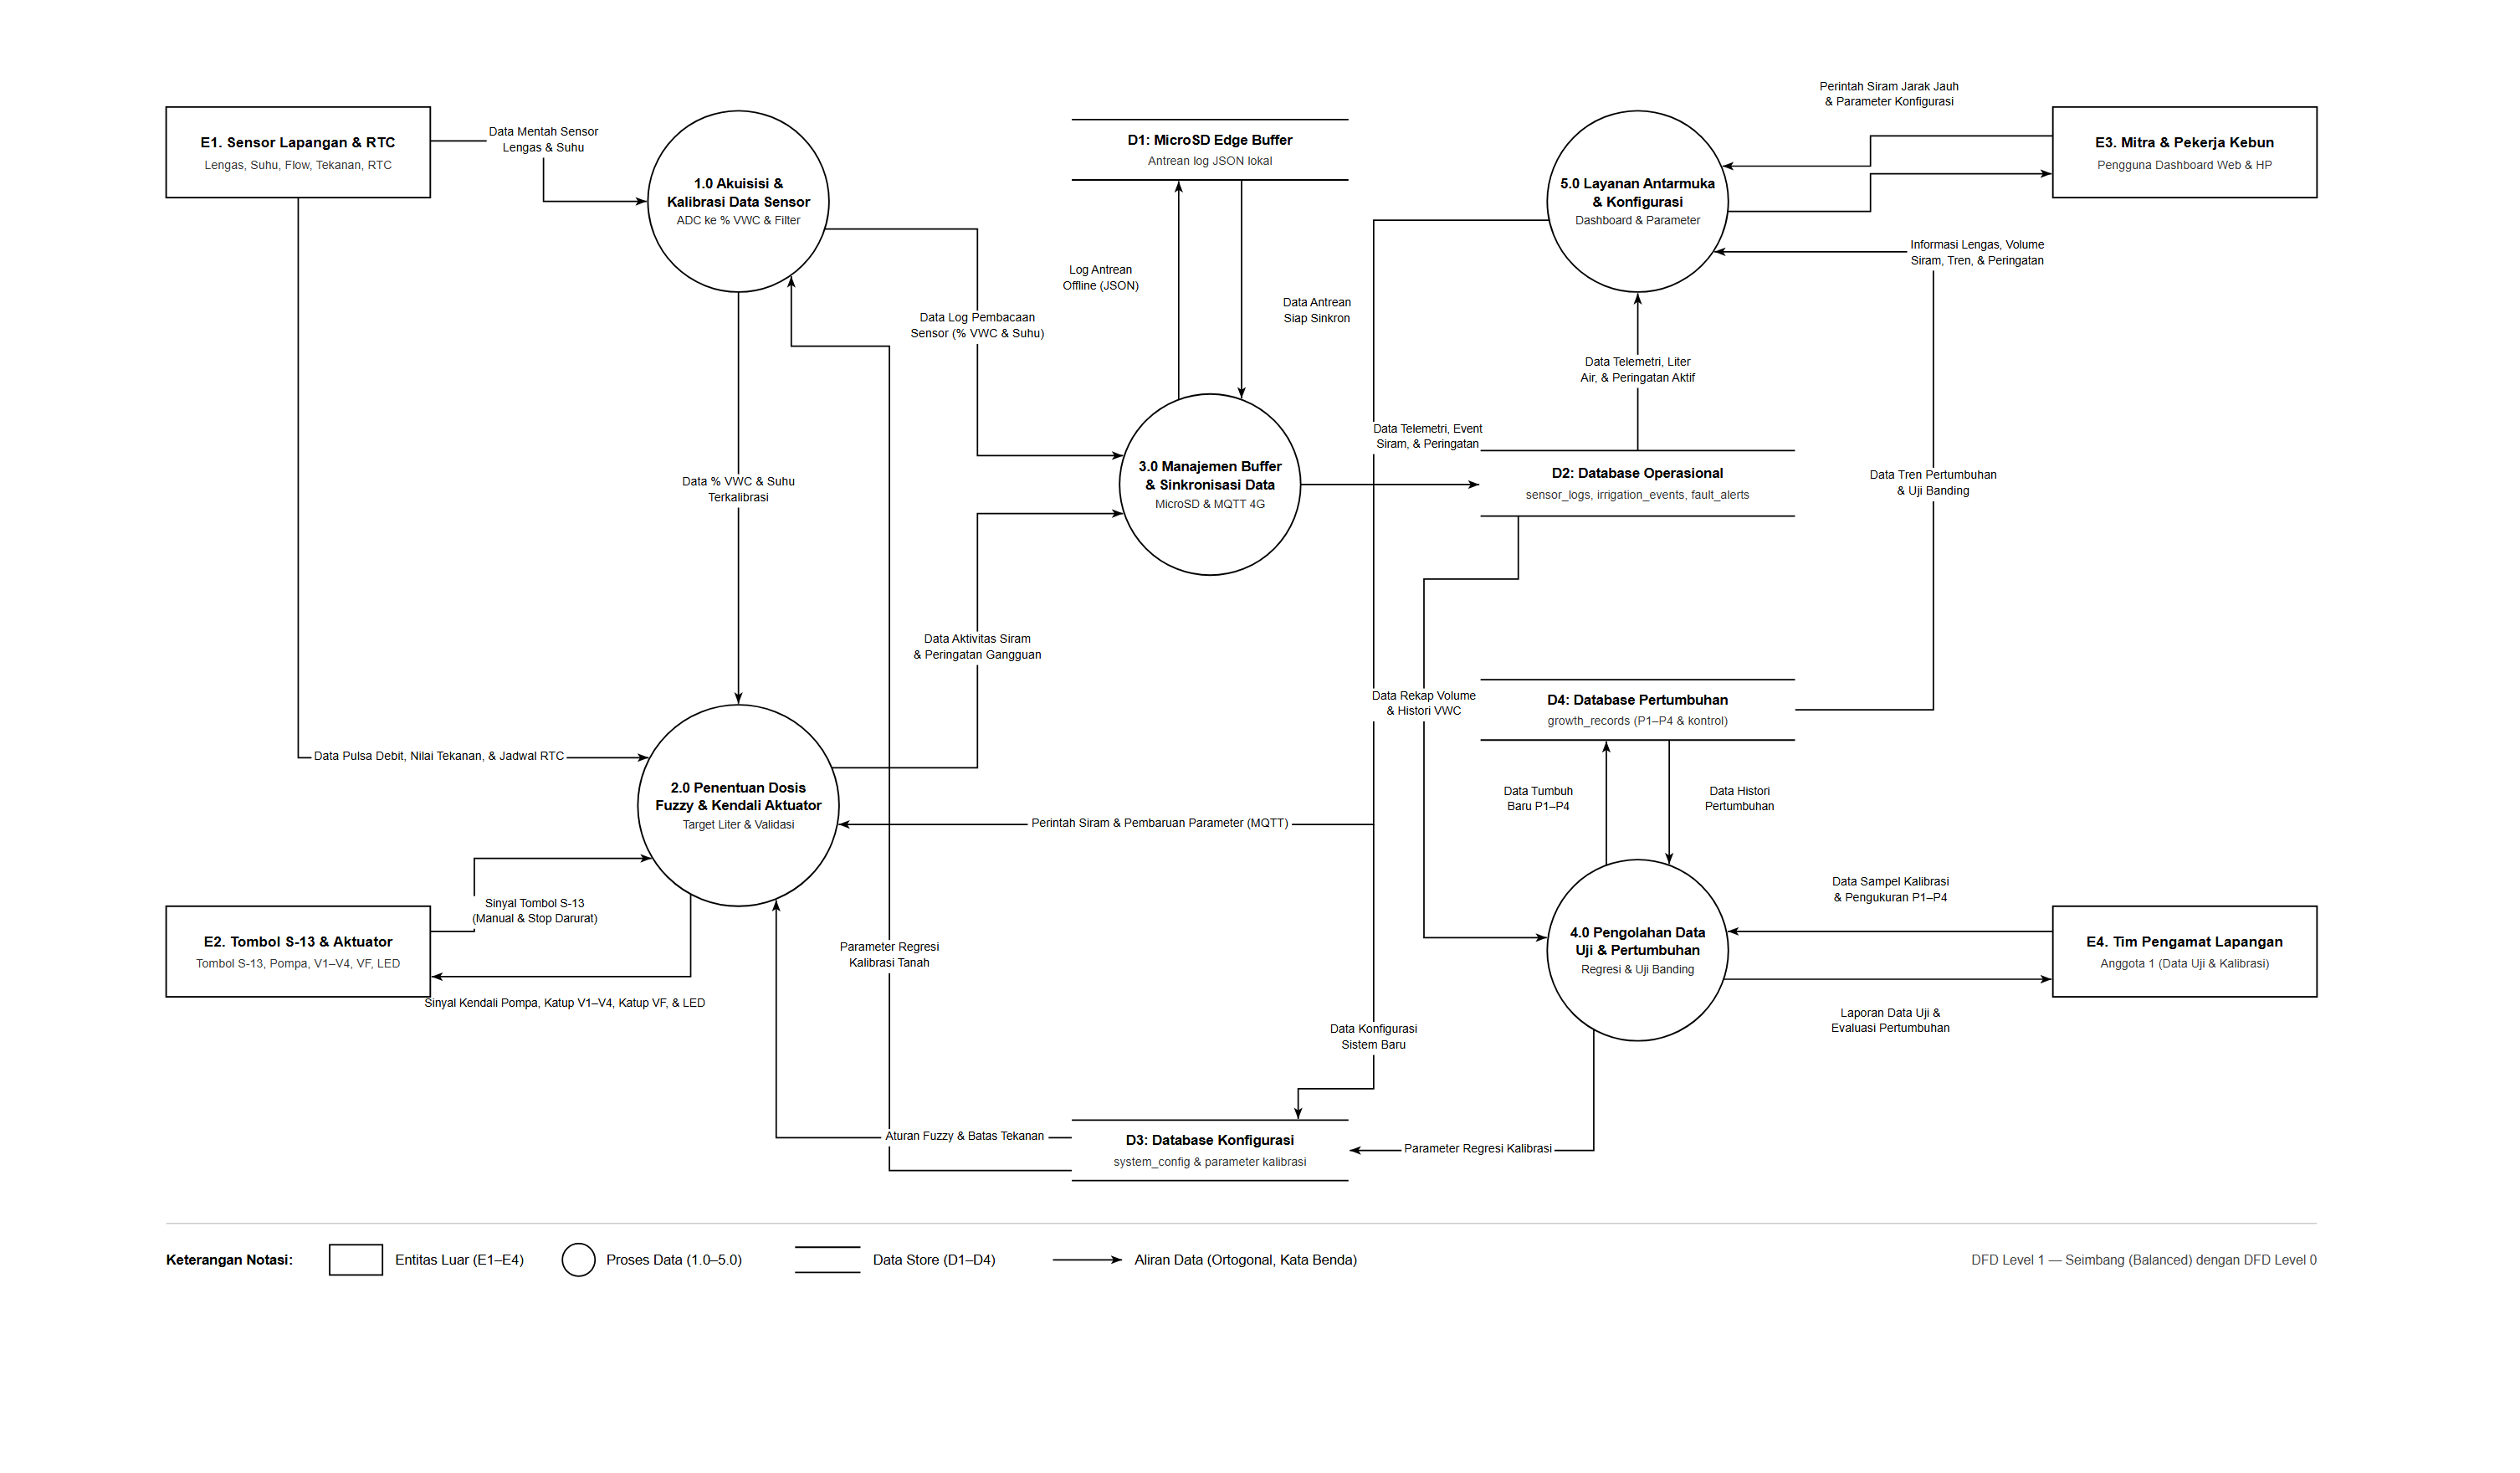 Perintah Siram Jarak Jauh
& Parameter Konfigurasi
E1. Sensor Lapangan & RTC
Lengas, Suhu, Flow, Tekanan, RTC
Data Mentah Sensor
Lengas & Suhu
1.0 Akuisisi &
Kalibrasi Data Sensor
ADC ke % VWC & Filter
D1: MicroSD Edge Buffer
Antrean log JSON lokal
5.0 Layanan Antarmuka
& Konfigurasi
Dashboard & Parameter
E3. Mitra & Pekerja Kebun
Pengguna Dashboard Web & HP
Informasi Lengas, Volume
Siram, Tren, & Peringatan
Log Antrean
Offline (JSON)
Data Antrean
Siap Sinkron
Data Log Pembacaan
Sensor (% VWC & Suhu)
Data Telemetri, Liter
Air, & Peringatan Aktif
Data Telemetri, Event
Siram, & Peringatan
Data % VWC & Suhu
Terkalibrasi
3.0 Manajemen Buffer
& Sinkronisasi Data
MicroSD & MQTT 4G
D2: Database Operasional
sensor_logs, irrigation_events, fault_alerts
Data Tren Pertumbuhan
& Uji Banding
Data Aktivitas Siram
& Peringatan Gangguan
Data Rekap Volume
& Histori VWC
D4: Database Pertumbuhan
growth_records (P1–P4 & kontrol)
Data Pulsa Debit, Nilai Tekanan, & Jadwal RTC
2.0 Penentuan Dosis
Fuzzy & Kendali Aktuator
Target Liter & Validasi
Data Tumbuh
Baru P1–P4
Data Histori
Pertumbuhan
Perintah Siram & Pembaruan Parameter (MQTT)
Sinyal Tombol S-13
(Manual & Stop Darurat)
Data Sampel Kalibrasi
& Pengukuran P1–P4
E2. Tombol S-13 & Aktuator
Tombol S-13, Pompa, V1–V4, VF, LED
Parameter Regresi
Kalibrasi Tanah
4.0 Pengolahan Data
Uji & Pertumbuhan
Regresi & Uji Banding
E4. Tim Pengamat Lapangan
Anggota 1 (Data Uji & Kalibrasi)
Sinyal Kendali Pompa, Katup V1–V4, Katup VF, & LED
Data Konfigurasi
Sistem Baru
Laporan Data Uji &
Evaluasi Pertumbuhan
Aturan Fuzzy & Batas Tekanan
D3: Database Konfigurasi
system_config & parameter kalibrasi
Parameter Regresi Kalibrasi
Keterangan Notasi:
Entitas Luar (E1–E4)
Proses Data (1.0–5.0)
Data Store (D1–D4)
Aliran Data (Ortogonal, Kata Benda)
DFD Level 1 — Seimbang (Balanced) dengan DFD Level 0